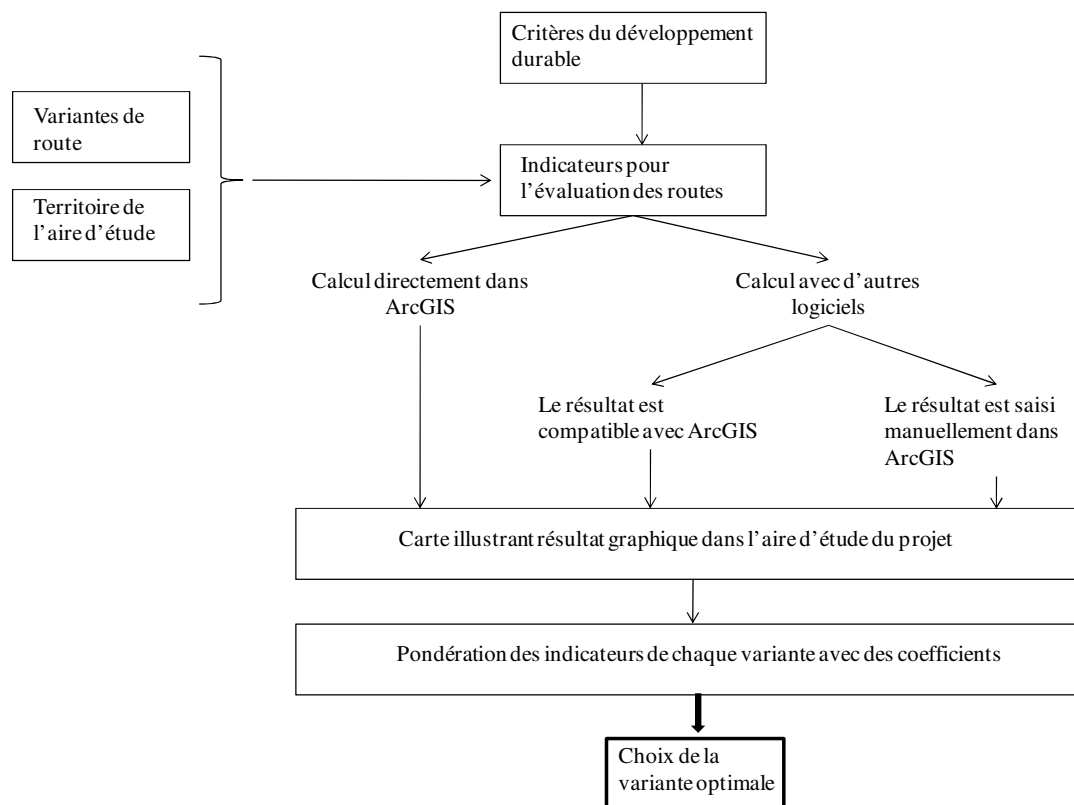 Critères du développement
durable
Variantes de
route
Territoire de
l'aire d'étude
Indicateurs pour
l'évaluation des routes
Calcul directement dans
ArcGIS
Calcul avec d'autres
logiciels
Le résultat est
compatible avec ArcGIS
Le résultat est saisi
manuellement dans
ArcGIS
Carte illustrant résultat graphique dans l'aire d'étude du projet
Pondération des indicateurs de chaque variante avec des coefficients
Choix de la
variante optimale